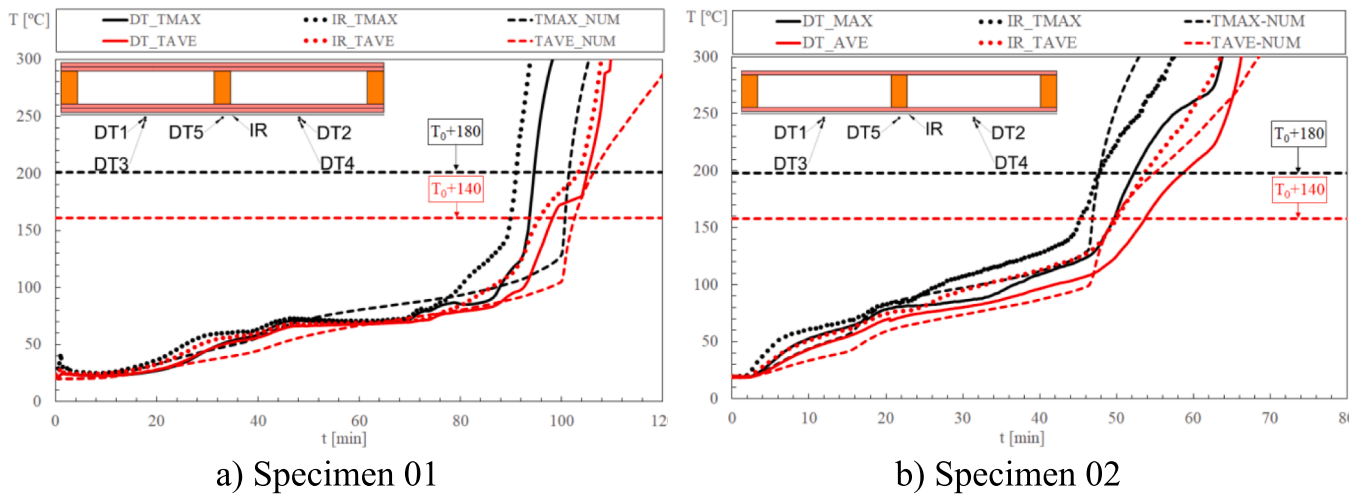 T [ºC]
DT_TMAX IR_TMAX TMAX_NUM
DT_TAVE IR_TAVE TAVE_NUM
300
250
200
150
100
50
0
DT1 DT5 IR DT2
DT3 DT4
T0+180
T0+140
0 20 40 60 80 100 120
t [min]
a) Specimen 01
T [ºC]
DT_MAX IR_TMAX TMAX-NUM
DT_AVE IR_TAVE TAVE-NUM
300
250
200
150
100
50
0
DT1 DT5 IR DT2
DT3 DT4
T0+180
T0+140
0 10 20 30 40 50 60 70 80
t [min]
b) Specimen 02